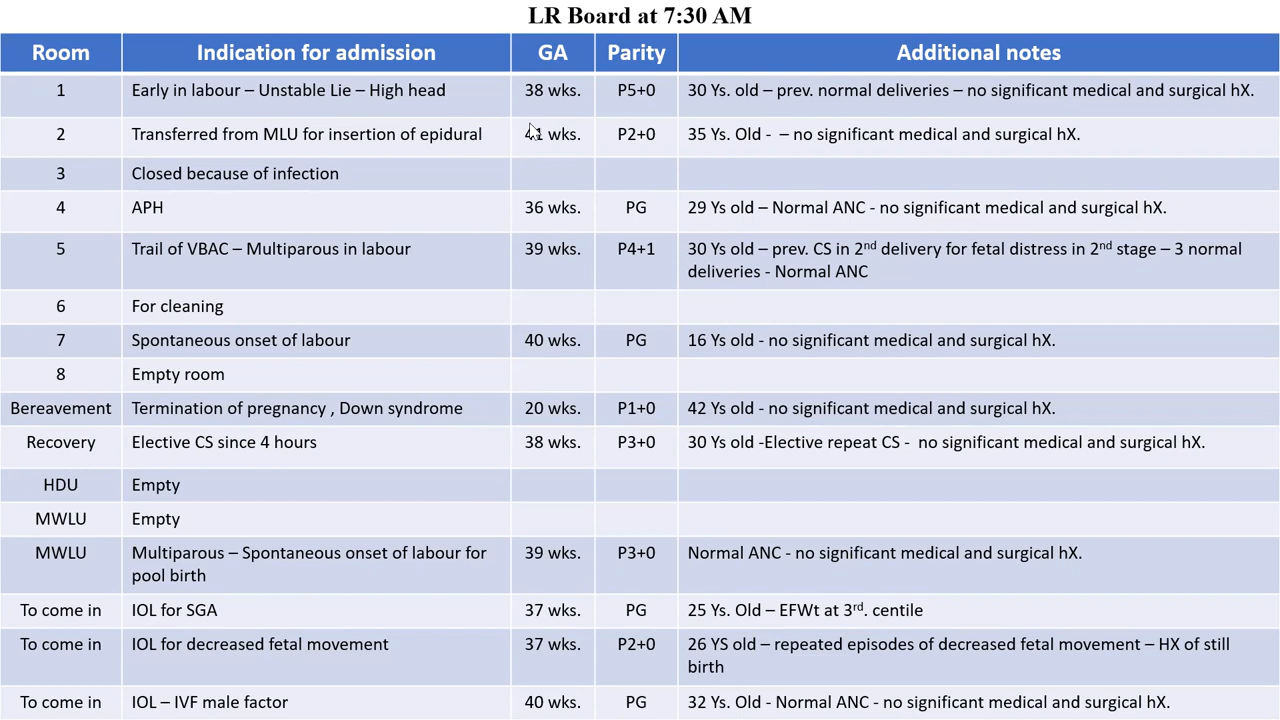 LR Board at 7:30 AM
Room Indication for admission GA Parity Additional notes
1 Early in labour – Unstable Lie – High head 38 wks. P5+0 30 Ys. old – prev. normal deliveries – no significant medical and surgical hX.
2 Transferred from MLU for insertion of epidural wks. P2+0 35 Ys. Old - – no significant medical and surgical hX.
3 Closed because of infection
4 APH 36 wks. PG 29 Ys old – Normal ANC - no significant medical and surgical hX.
5 Trail of VBAC – Multiparous in labour 39 wks. P4+1 30 Ys old – prev. CS in 2nd delivery for fetal distress in 2nd stage – 3 normal
deliveries - Normal ANC
6 For cleaning
7 Spontaneous onset of labour 40 wks. PG 16 Ys old - no significant medical and surgical hX.
8 Empty room
Bereavement Termination of pregnancy , Down syndrome 20 wks. P1+0 42 Ys old - no significant medical and surgical hX.
Recovery Elective CS since 4 hours 38 wks. P3+0 30 Ys old -Elective repeat CS - no significant medical and surgical hX.
HDU Empty
MWLU Empty
MWLU Multiparous – Spontaneous onset of labour for 39 wks. P3+0 Normal ANC - no significant medical and surgical hX.
pool birth
To come in IOL for SGA 37 wks. PG 25 Ys. Old – EFWt at 3rd. centile
To come in IOL for decreased fetal movement 37 wks. P2+0 26 YS old – repeated episodes of decreased fetal movement – HX of still
birth
To come in IOL – IVF male factor 40 wks. PG 32 Ys. Old - Normal ANC - no significant medical and surgical hX.